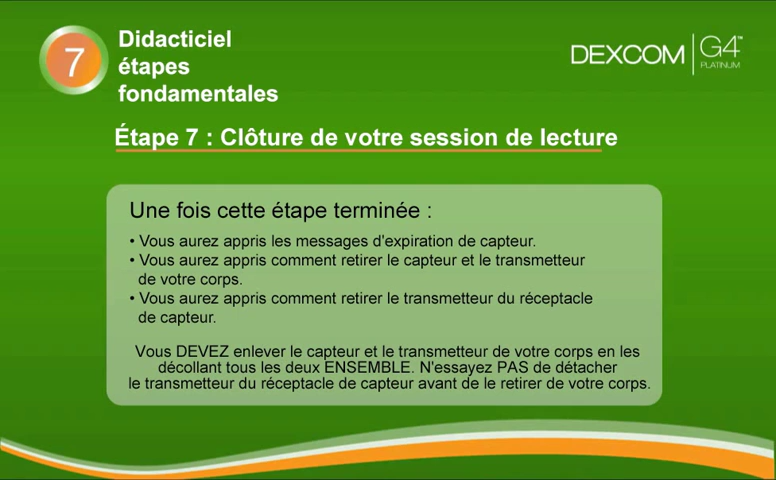 7
Didacticiel
étapes
fondamentales
DEXCOM G4™
PLATINUM
Étape 7 : Clôture de votre session de lecture
Une fois cette étape terminée :
• Vous aurez appris les messages d'expiration de capteur.
• Vous aurez appris comment retirer le capteur et le transmetteur
de votre corps.
• Vous aurez appris comment retirer le transmetteur du réceptacle
de capteur.
Vous DEVEZ enlever le capteur et le transmetteur de votre corps en les
décollant tous les deux ENSEMBLE. N'essayez PAS de détacher
le transmetteur du réceptacle de capteur avant de le retirer de votre corps.